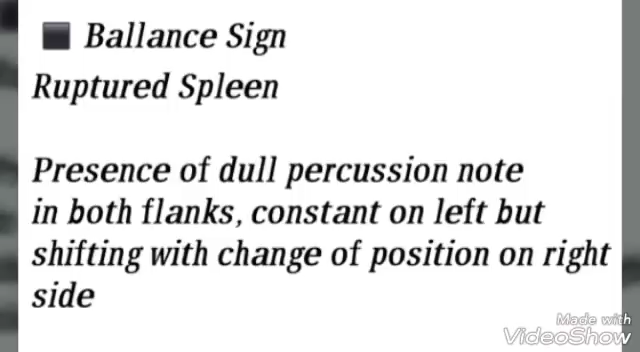 Ballance Sign
Ruptured Spleen
Presence of dull percussion note
in both flanks, constant on left but
shifting with change of position on right
side
Made with
VideoShow